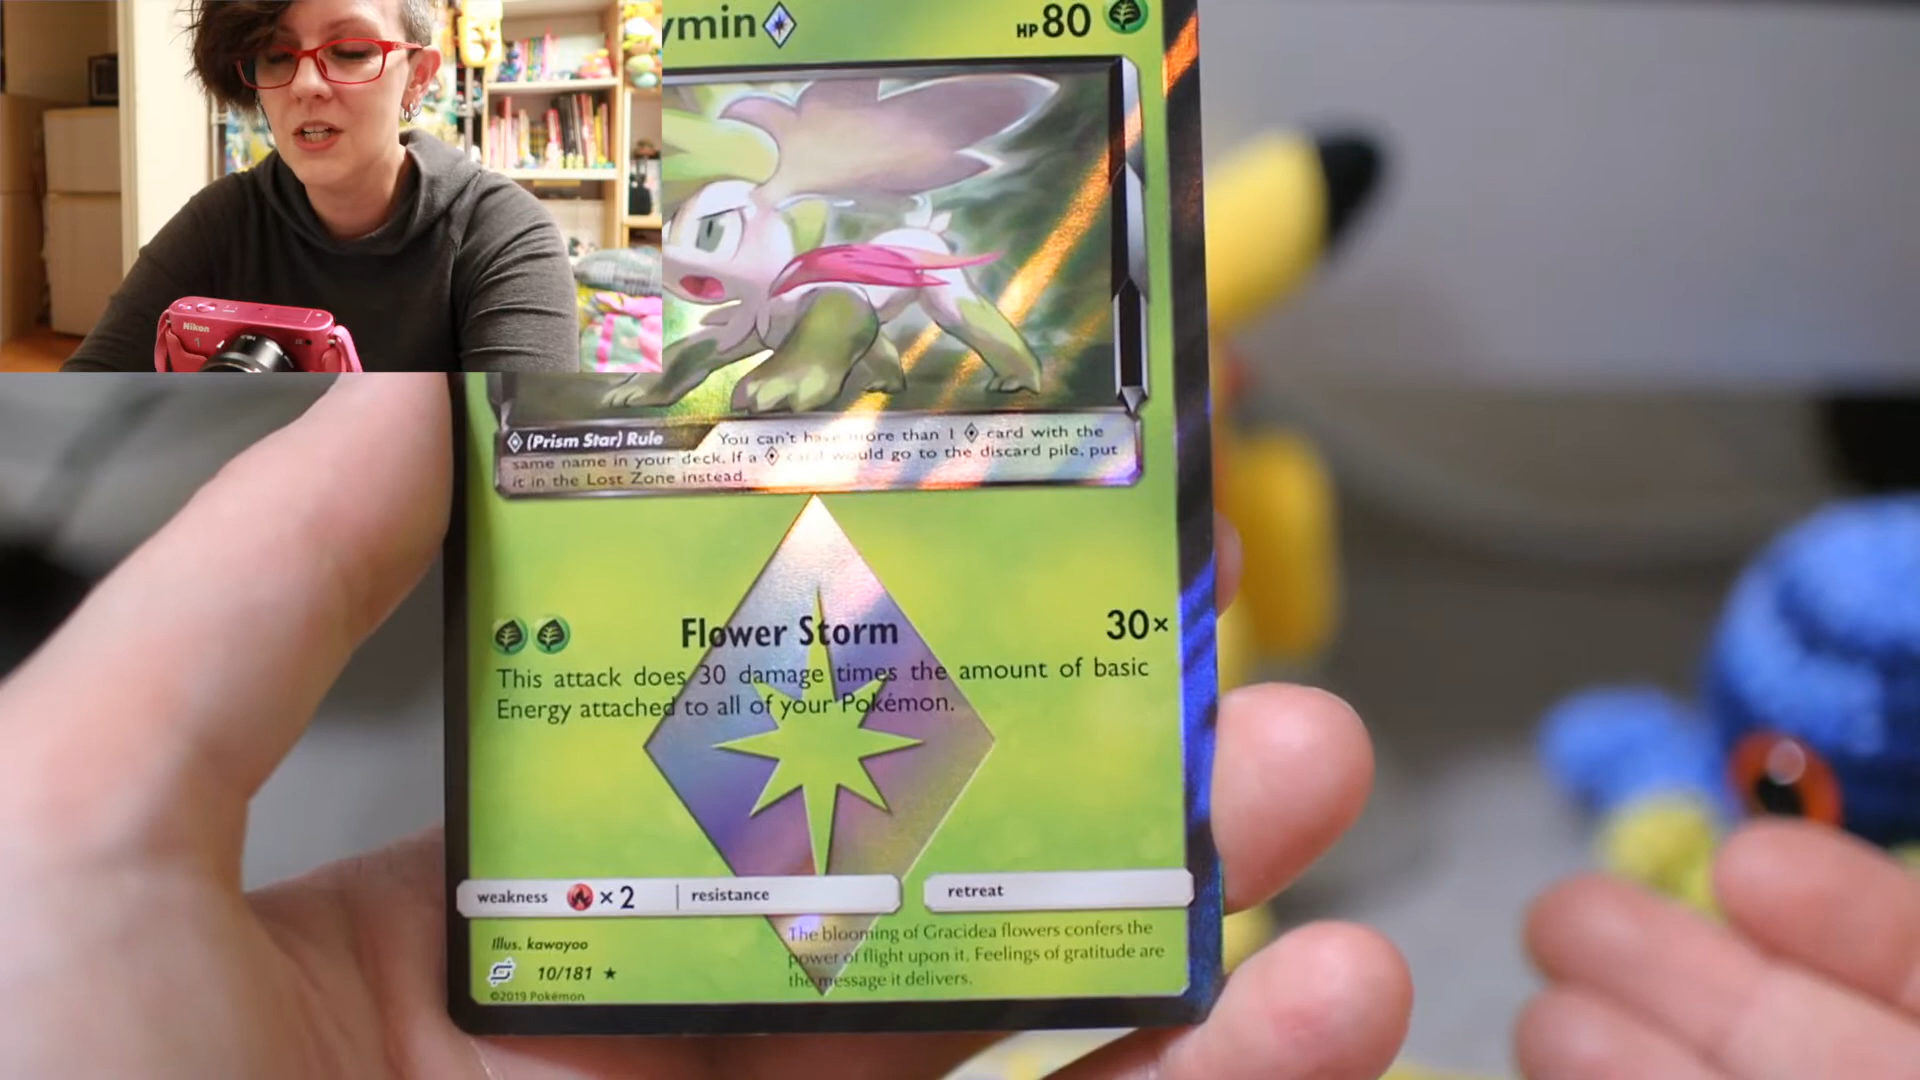 ymin
HP 80
Nikon
1
(Prism Star) Rule You can't have more than 1 card with the
same name in your deck. If a card would go to the discard pile, put
it in the Lost Zone instead.
Flower Storm 30×
This attack does 30 damage times the amount of basic
Energy attached to all of your Pokémon.
weakness ×2 resistance retreat
Illus. kawayoo
10/181
©2019 Pokémon
The blooming of Gracidea flowers confers the
power of flight upon it. Feelings of gratitude are
the message it delivers.